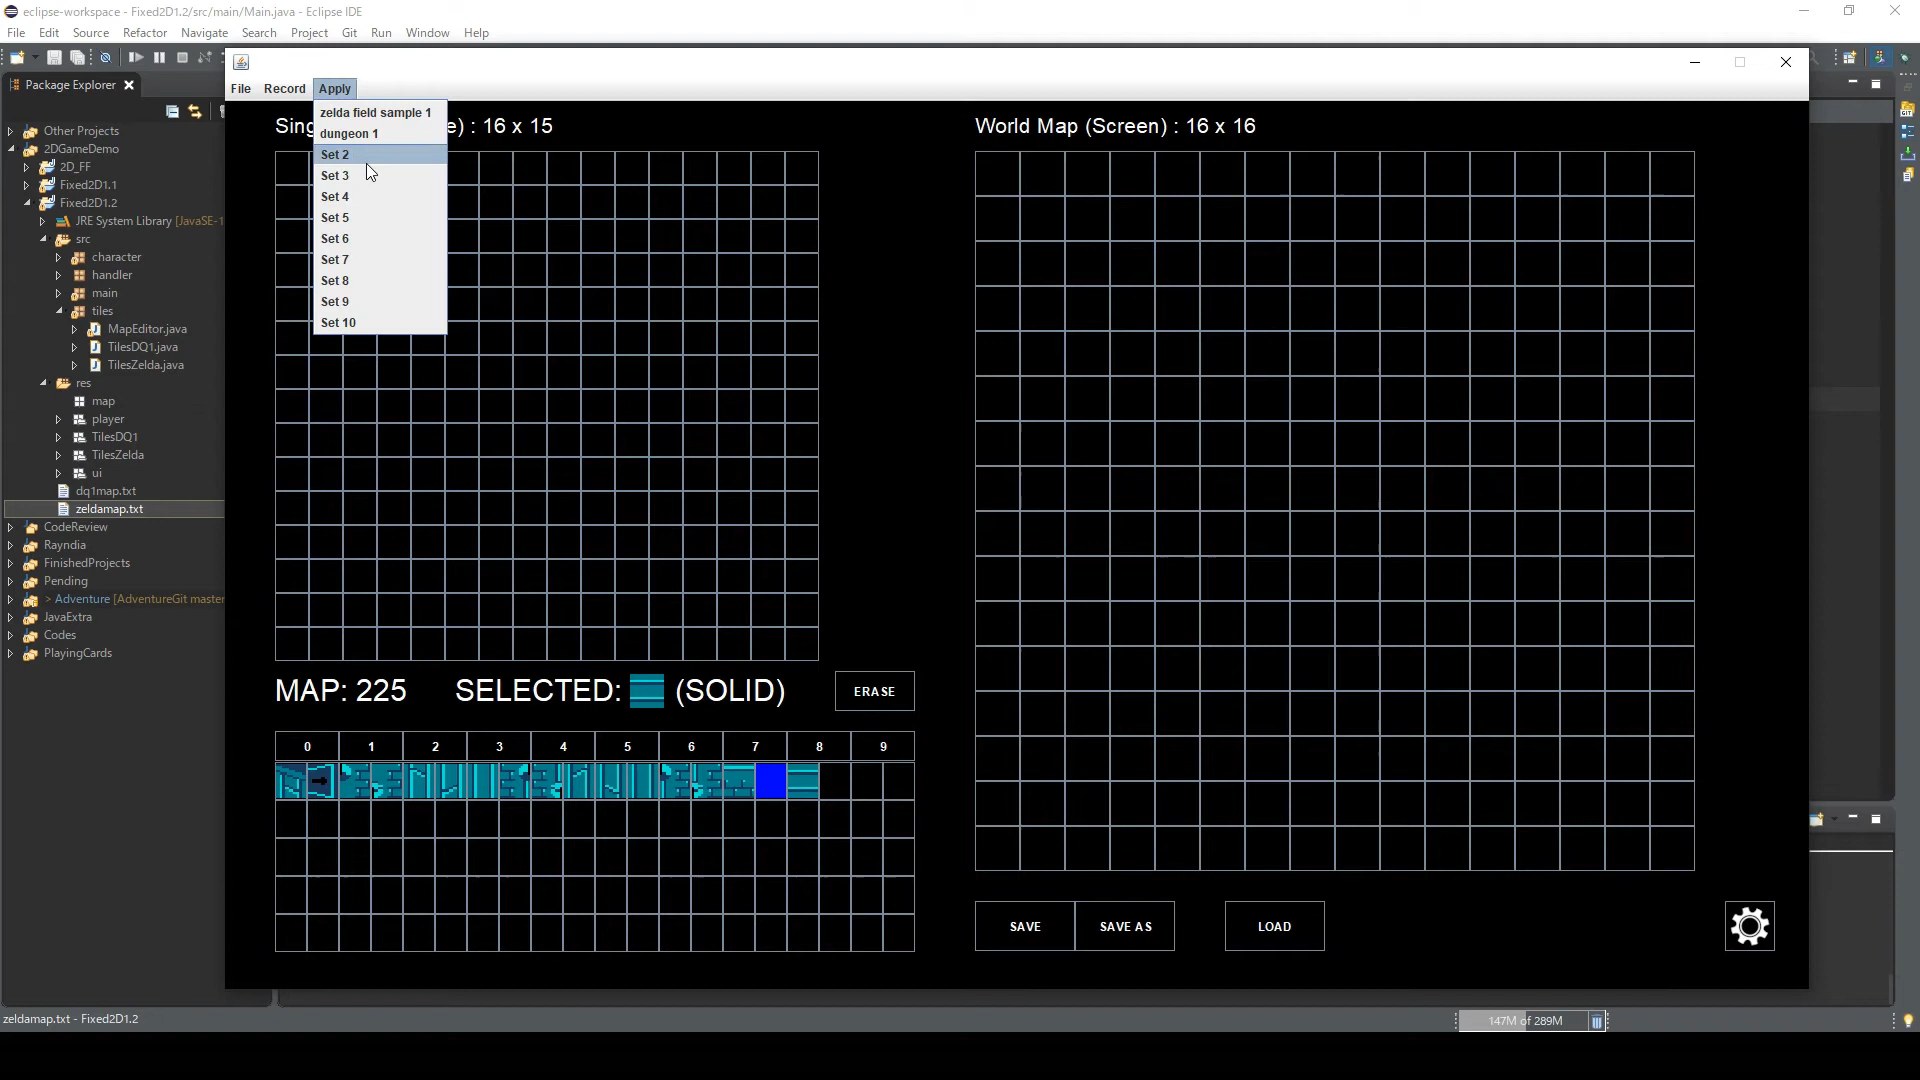 eclipse-workspace - Fixed2D1.2/src/main/Main.java - Eclipse IDE
File Edit Source Refactor Navigate Search Project Git Run Window Help
Package Explorer
Other Projects
2DGameDemo
2D_FF
Fixed2D1.1
Fixed2D1.2
JRE System Library [JavaSE-1
src
character
handler
main
tiles
MapEditor.java
TilesDQ1.java
TilesZelda.java
res
map
player
TilesDQ1
TilesZelda
ui
dq1map.txt
zeldamap.txt
CodeReview
Rayndia
FinishedProjects
Pending
> Adventure [AdventureGit master
JavaExtra
Codes
PlayingCards
File Record Apply
zelda field sample 1
dungeon 1
Set 2
Set 3
Set 4
Set 5
Set 6
Set 7
Set 8
Set 9
Set 10
Sing e) : 16 x 15
World Map (Screen) : 16 x 16
MAP: 225 SELECTED: (SOLID) ERASE
0 1 2 3 4 5 6 7 8 9
SAVE SAVE AS LOAD
zeldamap.txt - Fixed2D1.2
147M of 289M